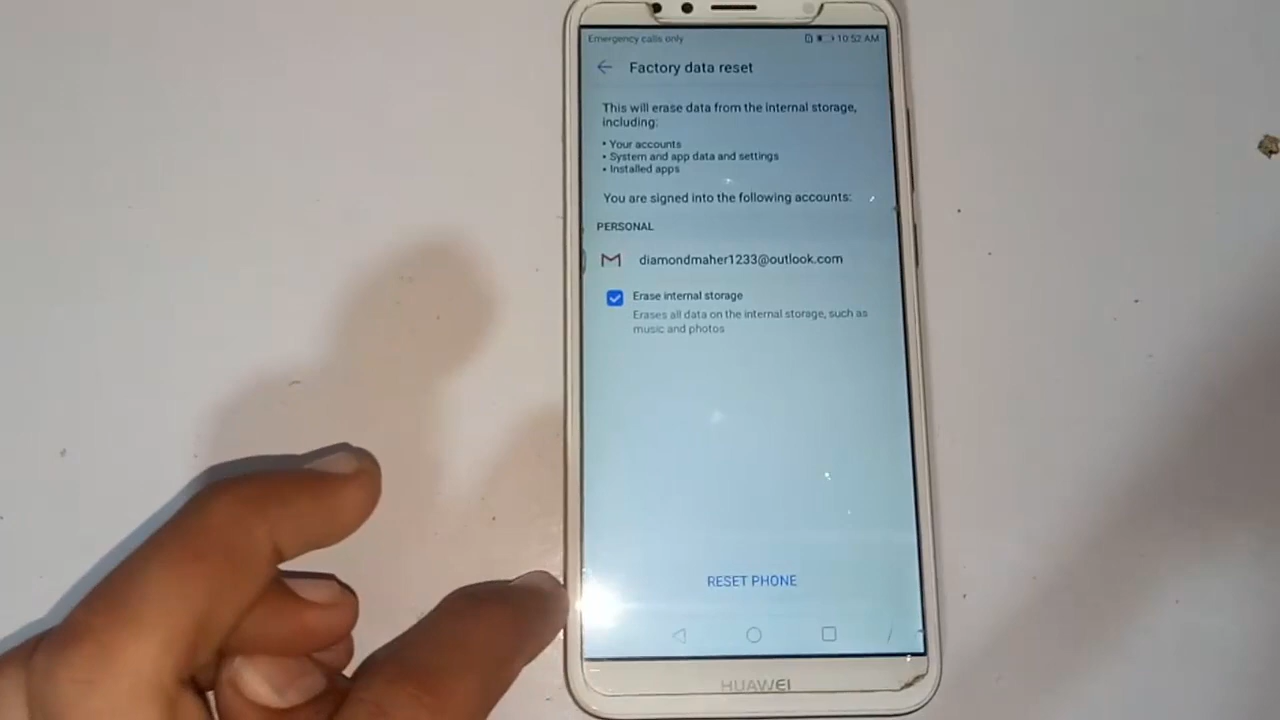 Emergency calls only
10:52 AM
Factory data reset
This will erase data from the internal storage,
including:
• Your accounts
• System and app data and settings
• Installed apps
You are signed into the following accounts:
PERSONAL
diamondmaher1233@outlook.com
Erase internal storage
Erases all data on the internal storage, such as
music and photos
RESET PHONE
HUAWEI